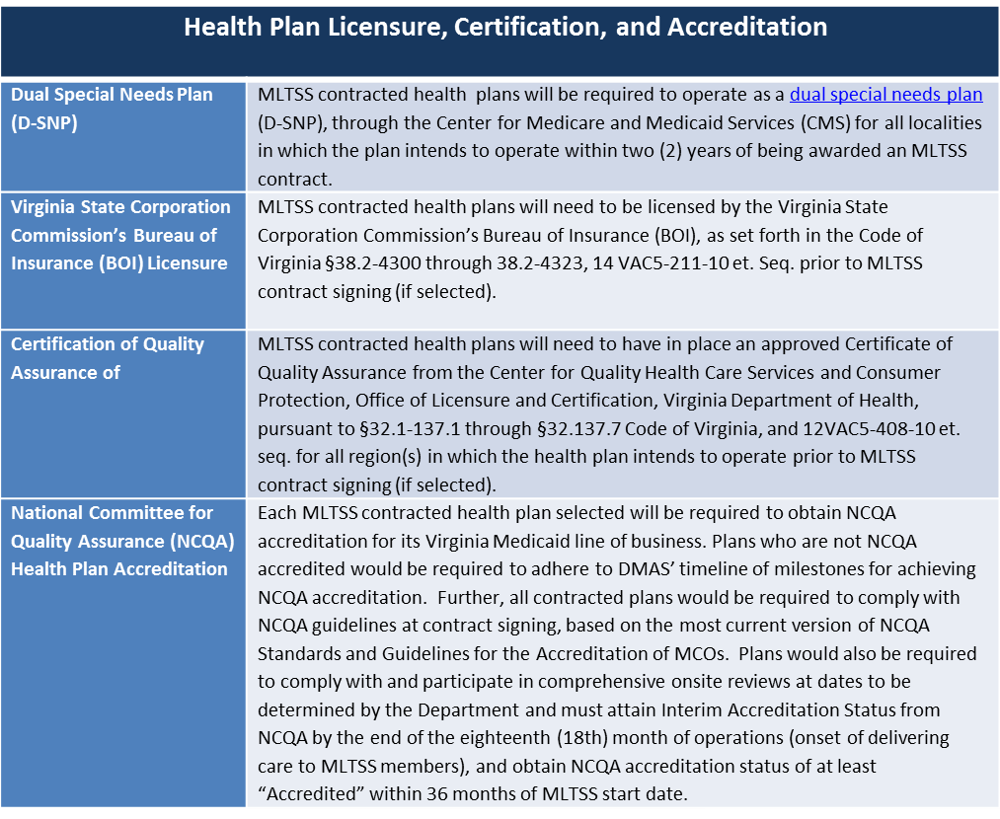 Health Plan Licensure, Certification, and Accreditation
Dual Special Needs Plan
(D-SNP)
MLTSS contracted health plans will be required to operate as a dual special needs plan
(D-SNP), through the Center for Medicare and Medicaid Services (CMS) for all localities
in which the plan intends to operate within two (2) years of being awarded an MLTSS
contract.
Virginia State Corporation
Commission’s Bureau of
Insurance (BOI) Licensure
MLTSS contracted health plans will need to be licensed by the Virginia State
Corporation Commission’s Bureau of Insurance (BOI), as set forth in the Code of
Virginia §38.2-4300 through 38.2-4323, 14 VAC5-211-10 et. Seq. prior to MLTSS
contract signing (if selected).
Certification of Quality
Assurance of
MLTSS contracted health plans will need to have in place an approved Certificate of
Quality Assurance from the Center for Quality Health Care Services and Consumer
Protection, Office of Licensure and Certification, Virginia Department of Health,
pursuant to §32.1-137.1 through §32.137.7 Code of Virginia, and 12VAC5-408-10 et.
seq. for all region(s) in which the health plan intends to operate prior to MLTSS
contract signing (if selected).
National Committee for
Quality Assurance (NCQA)
Health Plan Accreditation
Each MLTSS contracted health plan selected will be required to obtain NCQA
accreditation for its Virginia Medicaid line of business. Plans who are not NCQA
accredited would be required to adhere to DMAS’ timeline of milestones for achieving
NCQA accreditation. Further, all contracted plans would be required to comply with
NCQA guidelines at contract signing, based on the most current version of NCQA
Standards and Guidelines for the Accreditation of MCOs. Plans would also be required
to comply with and participate in comprehensive onsite reviews at dates to be
determined by the Department and must attain Interim Accreditation Status from
NCQA by the end of the eighteenth (18th) month of operations (onset of delivering
care to MLTSS members), and obtain NCQA accreditation status of at least
“Accredited” within 36 months of MLTSS start date.